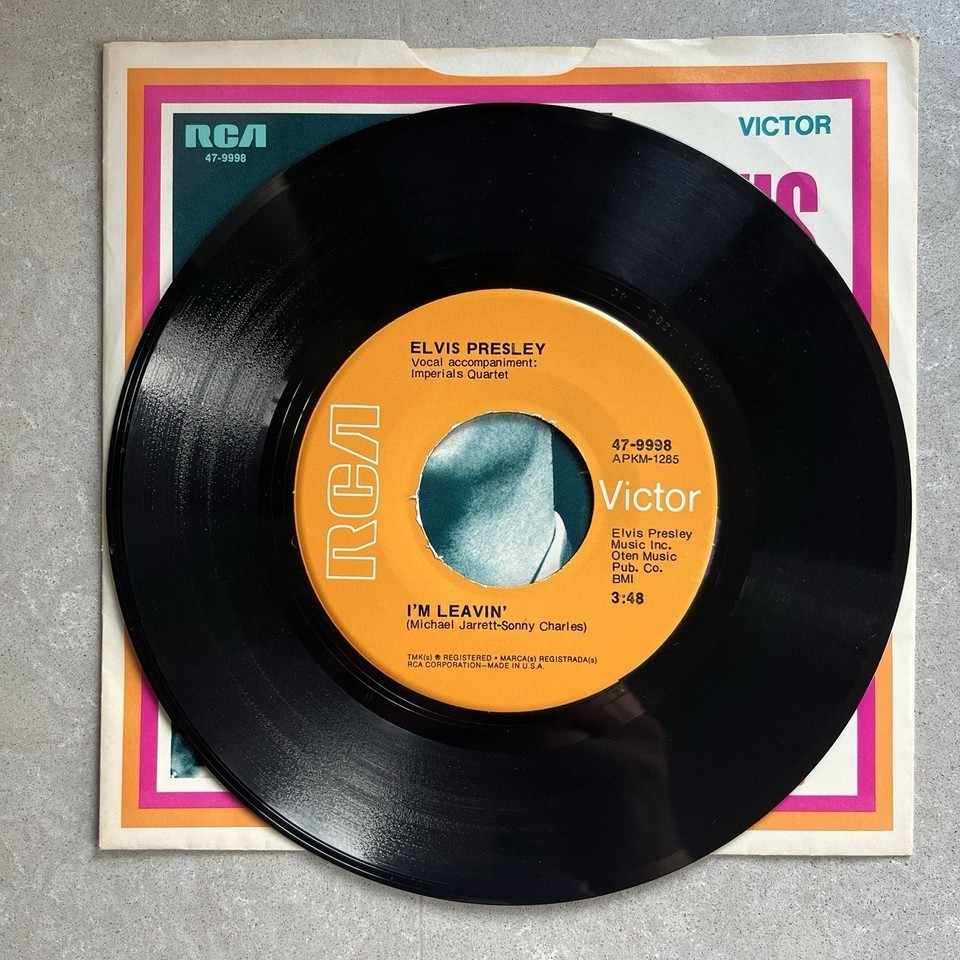 RCA
47-9998
VICTOR
ELVIS PRESLEY
Vocal accompaniment:
Imperials Quartet
RCA
47-9998
APKM-1285
Victor
Elvis Presley
Music Inc.
Oten Music
Pub. Co.
BMI
3:48
I'M LEAVIN'
(Michael Jarrett-Sonny Charles)
TMK(s) ® REGISTERED • MARCA(s) REGISTRADA(s)
RCA CORPORATION—MADE IN U.S.A.